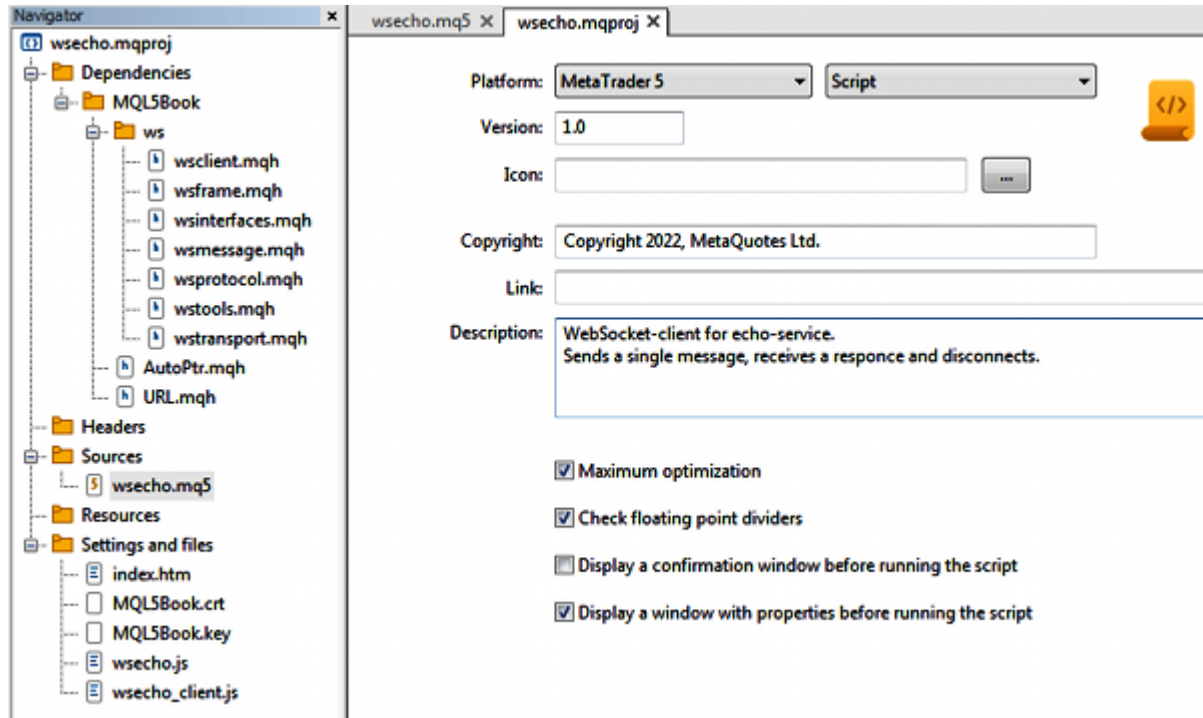 Navigator
wsecho.mqproj
Dependencies
MQL5Book
ws
wsclient.mqh
wsframe.mqh
wsinterfaces.mqh
wsmessage.mqh
wsprotocol.mqh
wstools.mqh
wstransport.mqh
AutoPtr.mqh
URL.mqh
Headers
Sources
wsecho.mq5
Resources
Settings and files
index.htm
MQL5Book.crt
MQL5Book.key
wsecho.js
wsecho_client.js
wsecho.mq5 wsecho.mqproj
Platform: MetaTrader 5 Script
Version: 1.0
Icon: ...
Copyright: Copyright 2022, MetaQuotes Ltd.
Link:
Description: WebSocket-client for echo-service.
Sends a single message, receives a responce and disconnects.
Maximum optimization
Check floating point dividers
Display a confirmation window before running the script
Display a window with properties before running the script